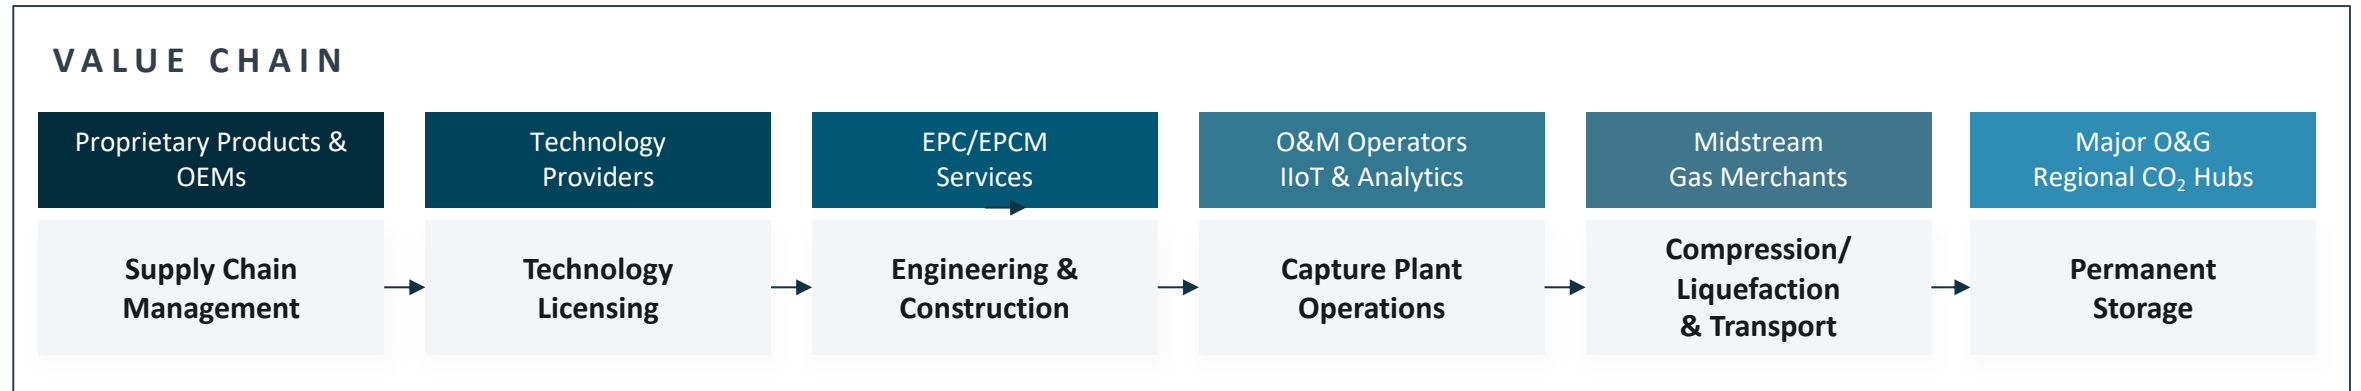 VALUE CHAIN
Proprietary Products &
OEMs
Technology
Providers
EPC/EPCM
Services
O&M Operators
IIoT & Analytics
Midstream
Gas Merchants
Major O&G
Regional CO₂ Hubs
Supply Chain
Management
Technology
Licensing
Engineering &
Construction
Capture Plant
Operations
Compression/
Liquefaction
& Transport
Permanent
Storage